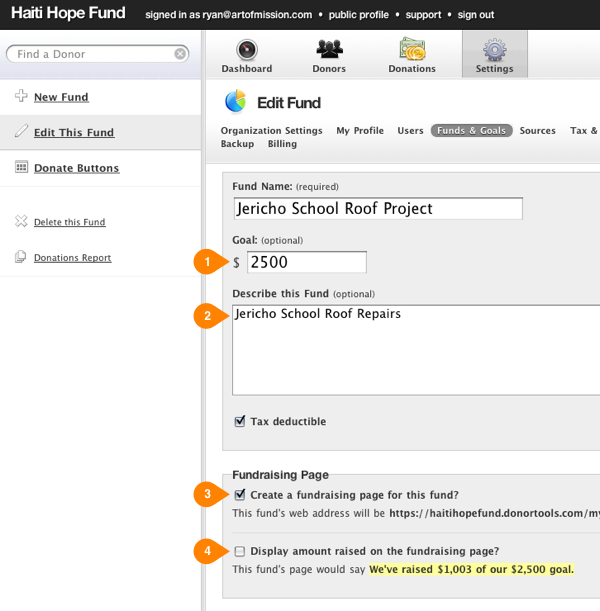 Haiti Hope Fund signed in as ryan@artofmission.com • public profile • support • sign out
Find a Donor
Dashboard Donors Donations Settings
New Fund
Edit This Fund
Donate Buttons
Delete this Fund
Donations Report
Edit Fund
Organization Settings My Profile Users Funds & Goals Sources Tax &
Backup Billing
Fund Name: (required)
Jericho School Roof Project
Goal: (optional)
1 $ 2500
Describe this Fund (optional)
2 Jericho School Roof Repairs
Tax deductible
Fundraising Page
3 Create a fundraising page for this fund?
This fund's web address will be https://haitihopefund.donortools.com/my
4 Display amount raised on the fundraising page?
This fund's page would say We've raised $1,003 of our $2,500 goal.